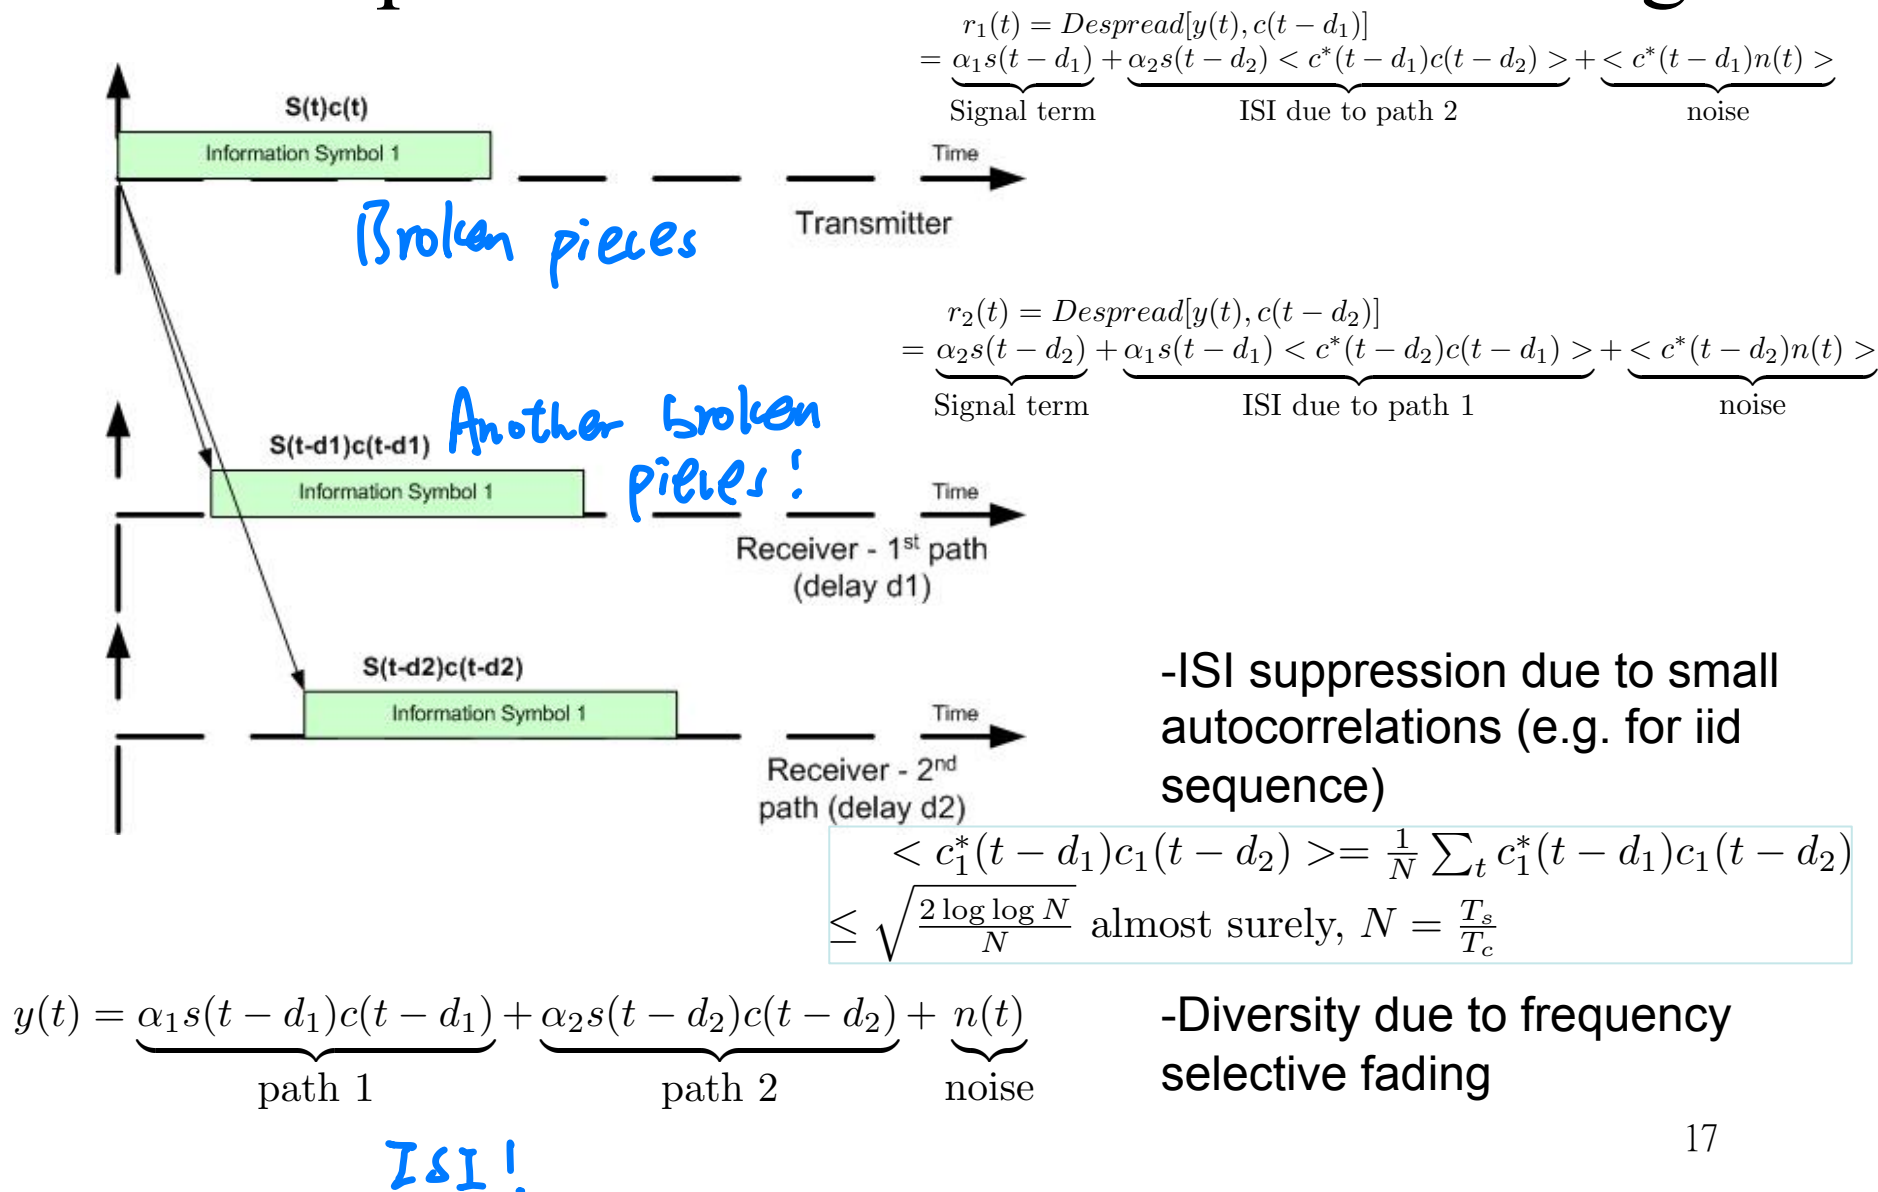 r_1(t) = Despread[y(t), c(t − d_1)]
= α_1 s(t − d_1) + α_2 s(t − d_2) < c*(t − d_1)c(t − d_2) > + < c*(t − d_1)n(t) >
Signal term ISI due to path 2 noise
S(t)c(t)
Information Symbol 1
Time
Broken pieces
Transmitter
r_2(t) = Despread[y(t), c(t − d_2)]
= α_2 s(t − d_2) + α_1 s(t − d_1) < c*(t − d_2)c(t − d_1) > + < c*(t − d_2)n(t) >
Signal term ISI due to path 1 noise
Another broken
pieces!
S(t-d1)c(t-d1)
Information Symbol 1
Time
Receiver - 1st path
(delay d1)
S(t-d2)c(t-d2)
Information Symbol 1
Time
Receiver - 2nd
path (delay d2)
-ISI suppression due to small
autocorrelations (e.g. for iid
sequence)
< c_1*(t − d_1)c_1(t − d_2) >= 1/N ∑_t c_1*(t − d_1)c_1(t − d_2)
≤ √(2 log log N / N) almost surely, N = T_s/T_c
y(t) = α_1 s(t − d_1)c(t − d_1) + α_2 s(t − d_2)c(t − d_2) + n(t)
path 1 path 2 noise
ISI!
-Diversity due to frequency
selective fading
17